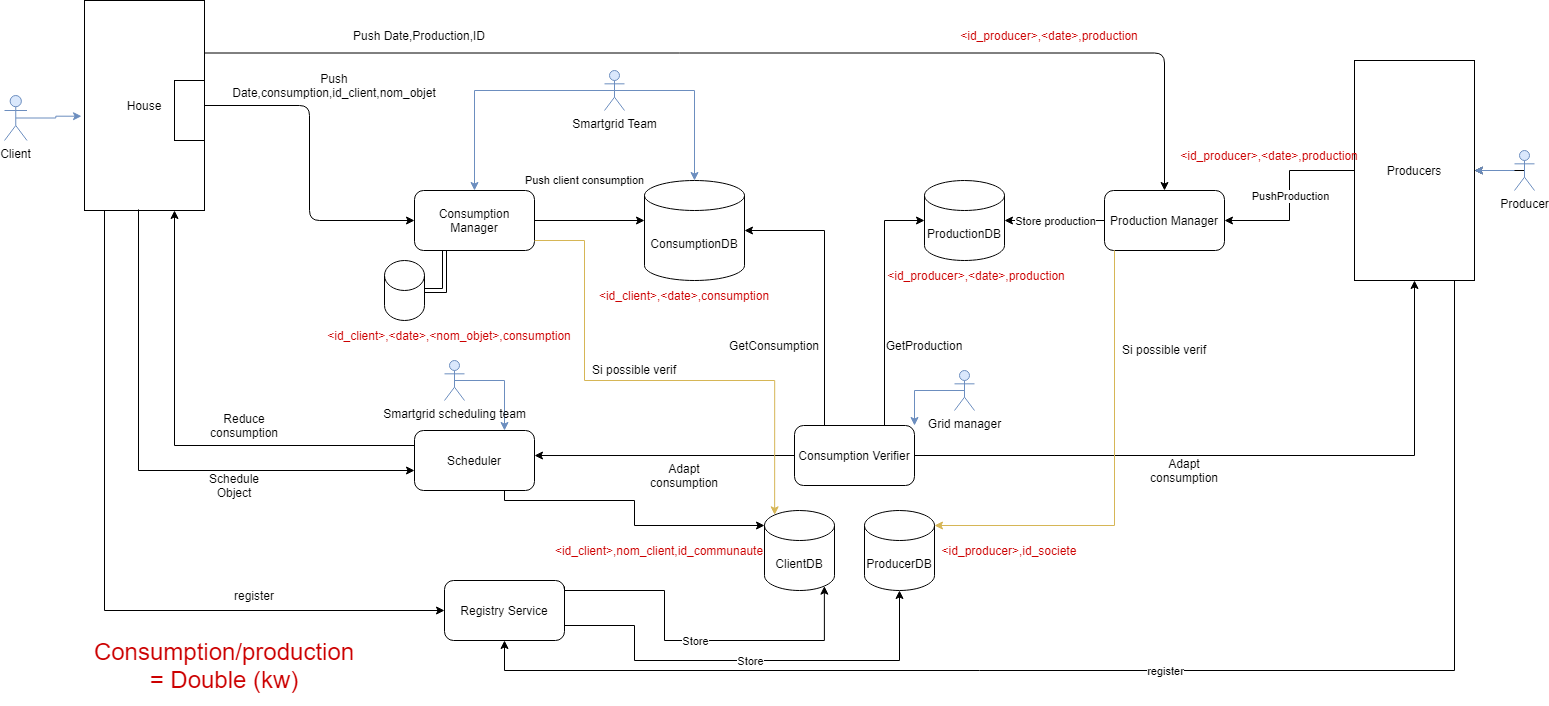 Push Date,Production,ID
<id_producer>,<date>,production
Push
Date,consumption,id_client,nom_objet
House
Client
Smartgrid Team
<id_producer>,<date>,production
Producers
Producer
PushProduction
Push client consumption
Consumption
Manager
ConsumptionDB
ProductionDB
Store production
Production Manager
<id_producer>,<date>,production
<id_client>,<date>,consumption
<id_client>,<date>,<nom_objet>,consumption
GetConsumption
GetProduction
Si possible verif
Si possible verif
Smartgrid scheduling team
Grid manager
Reduce
consumption
Scheduler
Consumption Verifier
Adapt
consumption
Adapt
consumption
Schedule
Object
<id_client>,nom_client,id_communaute
ClientDB
ProducerDB
<id_producer>,id_societe
register
Registry Service
Store
Store
register
Consumption/production
= Double (kw)